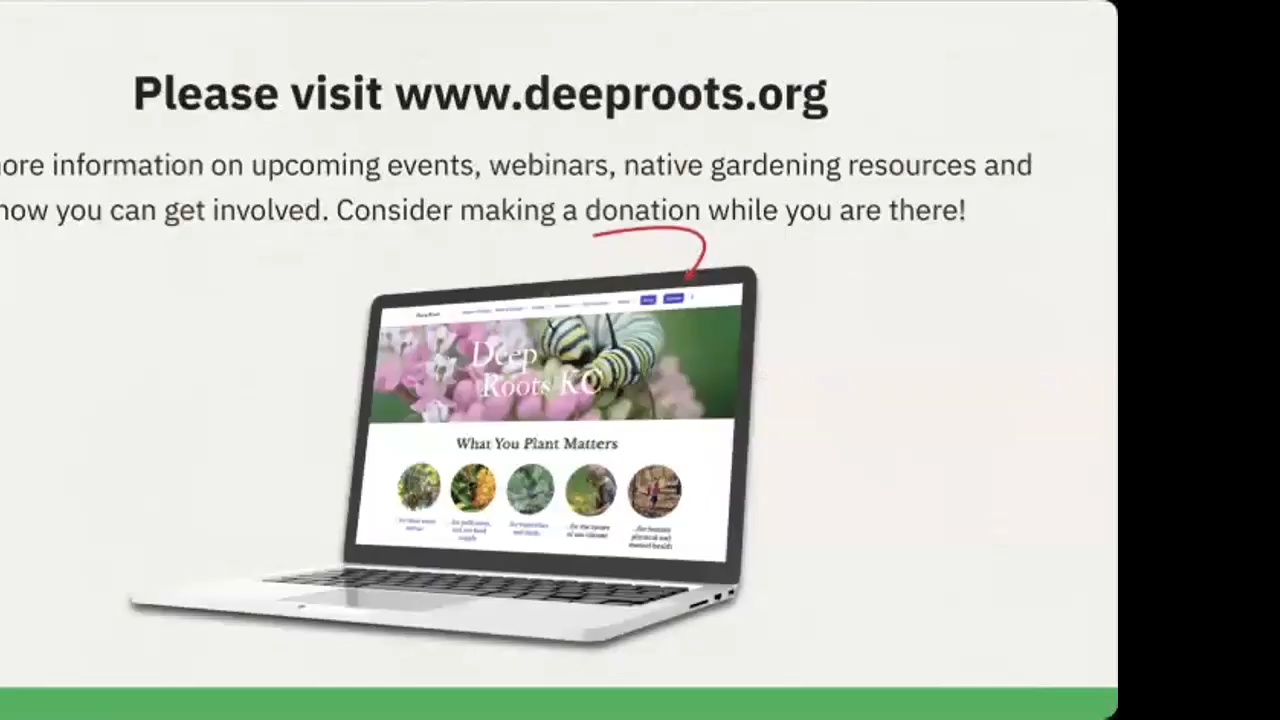 Please visit www.deeproots.org
more information on upcoming events, webinars, native gardening resources and
how you can get involved. Consider making a donation while you are there!
Deep
Roots KC
What You Plant Matters